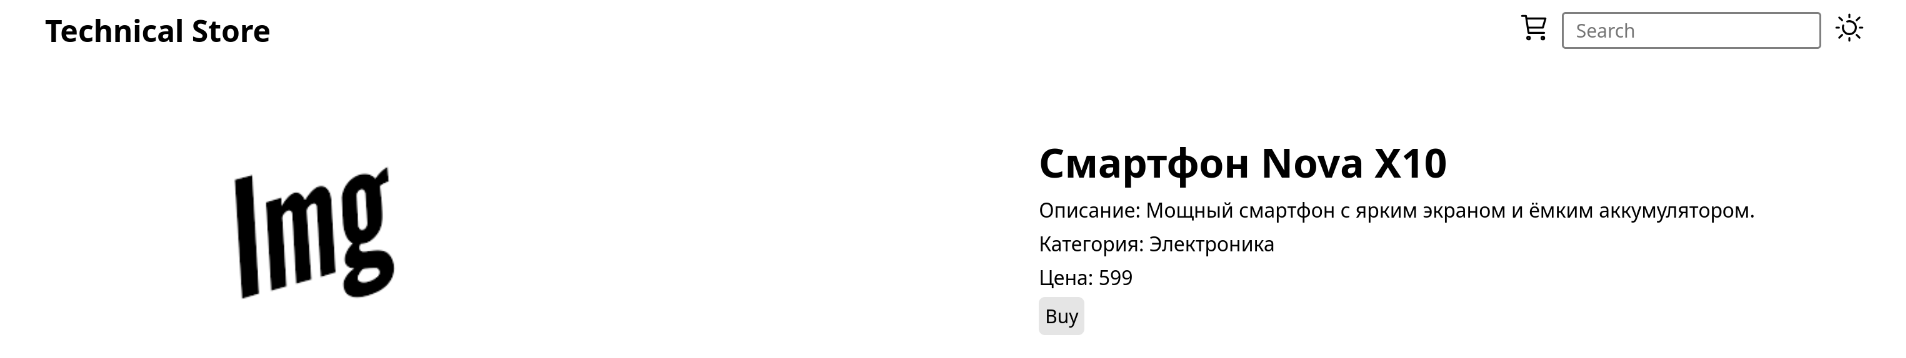 Technical Store
Search
Img
Смартфон Nova X10
Описание: Мощный смартфон с ярким экраном и ёмким аккумулятором.
Категория: Электроника
Цена: 599
Buy